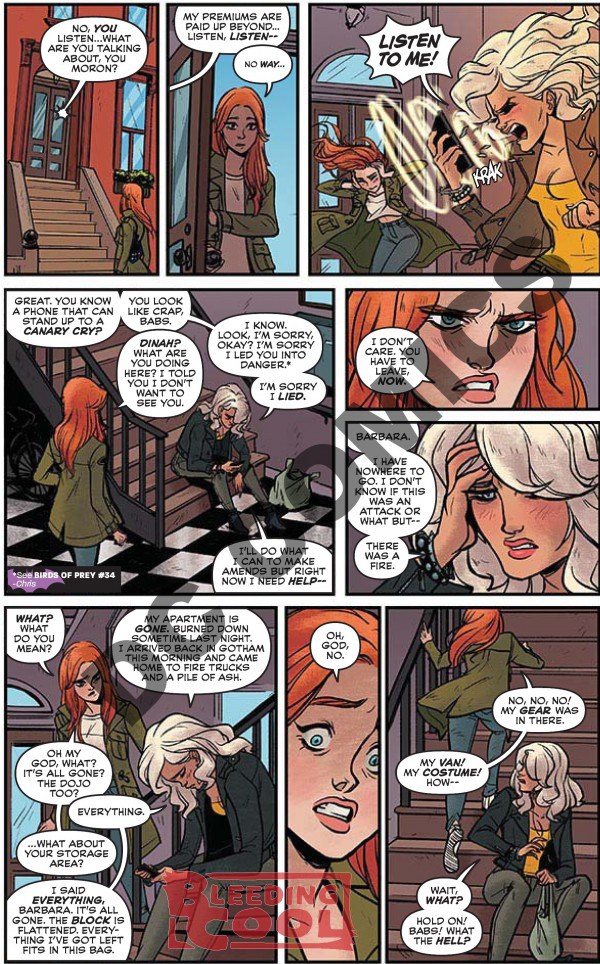 NO, YOU
LISTEN...WHAT
ARE YOU TALKING
ABOUT, YOU
MORON?
MY PREMIUMS ARE
PAID UP BEYOND...
LISTEN, LISTEN--
NO WAY...
LISTEN
TO ME!
KRAK
GREAT. YOU KNOW
A PHONE THAT CAN
STAND UP TO A
CANARY CRY?
YOU LOOK
LIKE CRAP,
BABS.
DINAH?
WHAT ARE
YOU DOING
HERE? I TOLD
YOU I DON'T
WANT TO
SEE YOU.
I KNOW.
LOOK, I'M SORRY,
OKAY? I'M SORRY
I LED YOU INTO
DANGER.*
I'M SORRY
I LIED.
I'LL DO WHAT
I CAN TO MAKE
AMENDS BUT RIGHT
NOW I NEED HELP--
*See BIRDS OF PREY #34
-Chris
I DON'T
CARE. YOU
HAVE TO
LEAVE,
NOW.
BARBARA.
I HAVE
NOWHERE TO
GO. I DON'T
KNOW IF THIS
WAS AN
ATTACK OR
WHAT BUT--
THERE
WAS A
FIRE.
WHAT?
WHAT
DO YOU
MEAN?
MY APARTMENT IS
GONE. BURNED DOWN
SOMETIME LAST NIGHT.
I ARRIVED BACK IN GOTHAM
THIS MORNING AND CAME
HOME TO FIRE TRUCKS
AND A PILE OF ASH.
OH MY
GOD, WHAT?
IT'S ALL GONE?
THE DOJO
TOO?
EVERYTHING.
...WHAT ABOUT
YOUR STORAGE
AREA?
I SAID
EVERYTHING,
BARBARA. IT'S ALL
GONE. THE BLOCK IS
FLATTENED. EVERY-
THING I'VE GOT LEFT
FITS IN THIS BAG.
OH,
GOD,
NO.
NO, NO, NO!
MY GEAR WAS
IN THERE.
MY VAN!
MY COSTUME!
HOW--
WAIT,
WHAT?
HOLD ON!
BABS! WHAT
THE HELL?
DC COMICS
BLEEDING
COOL